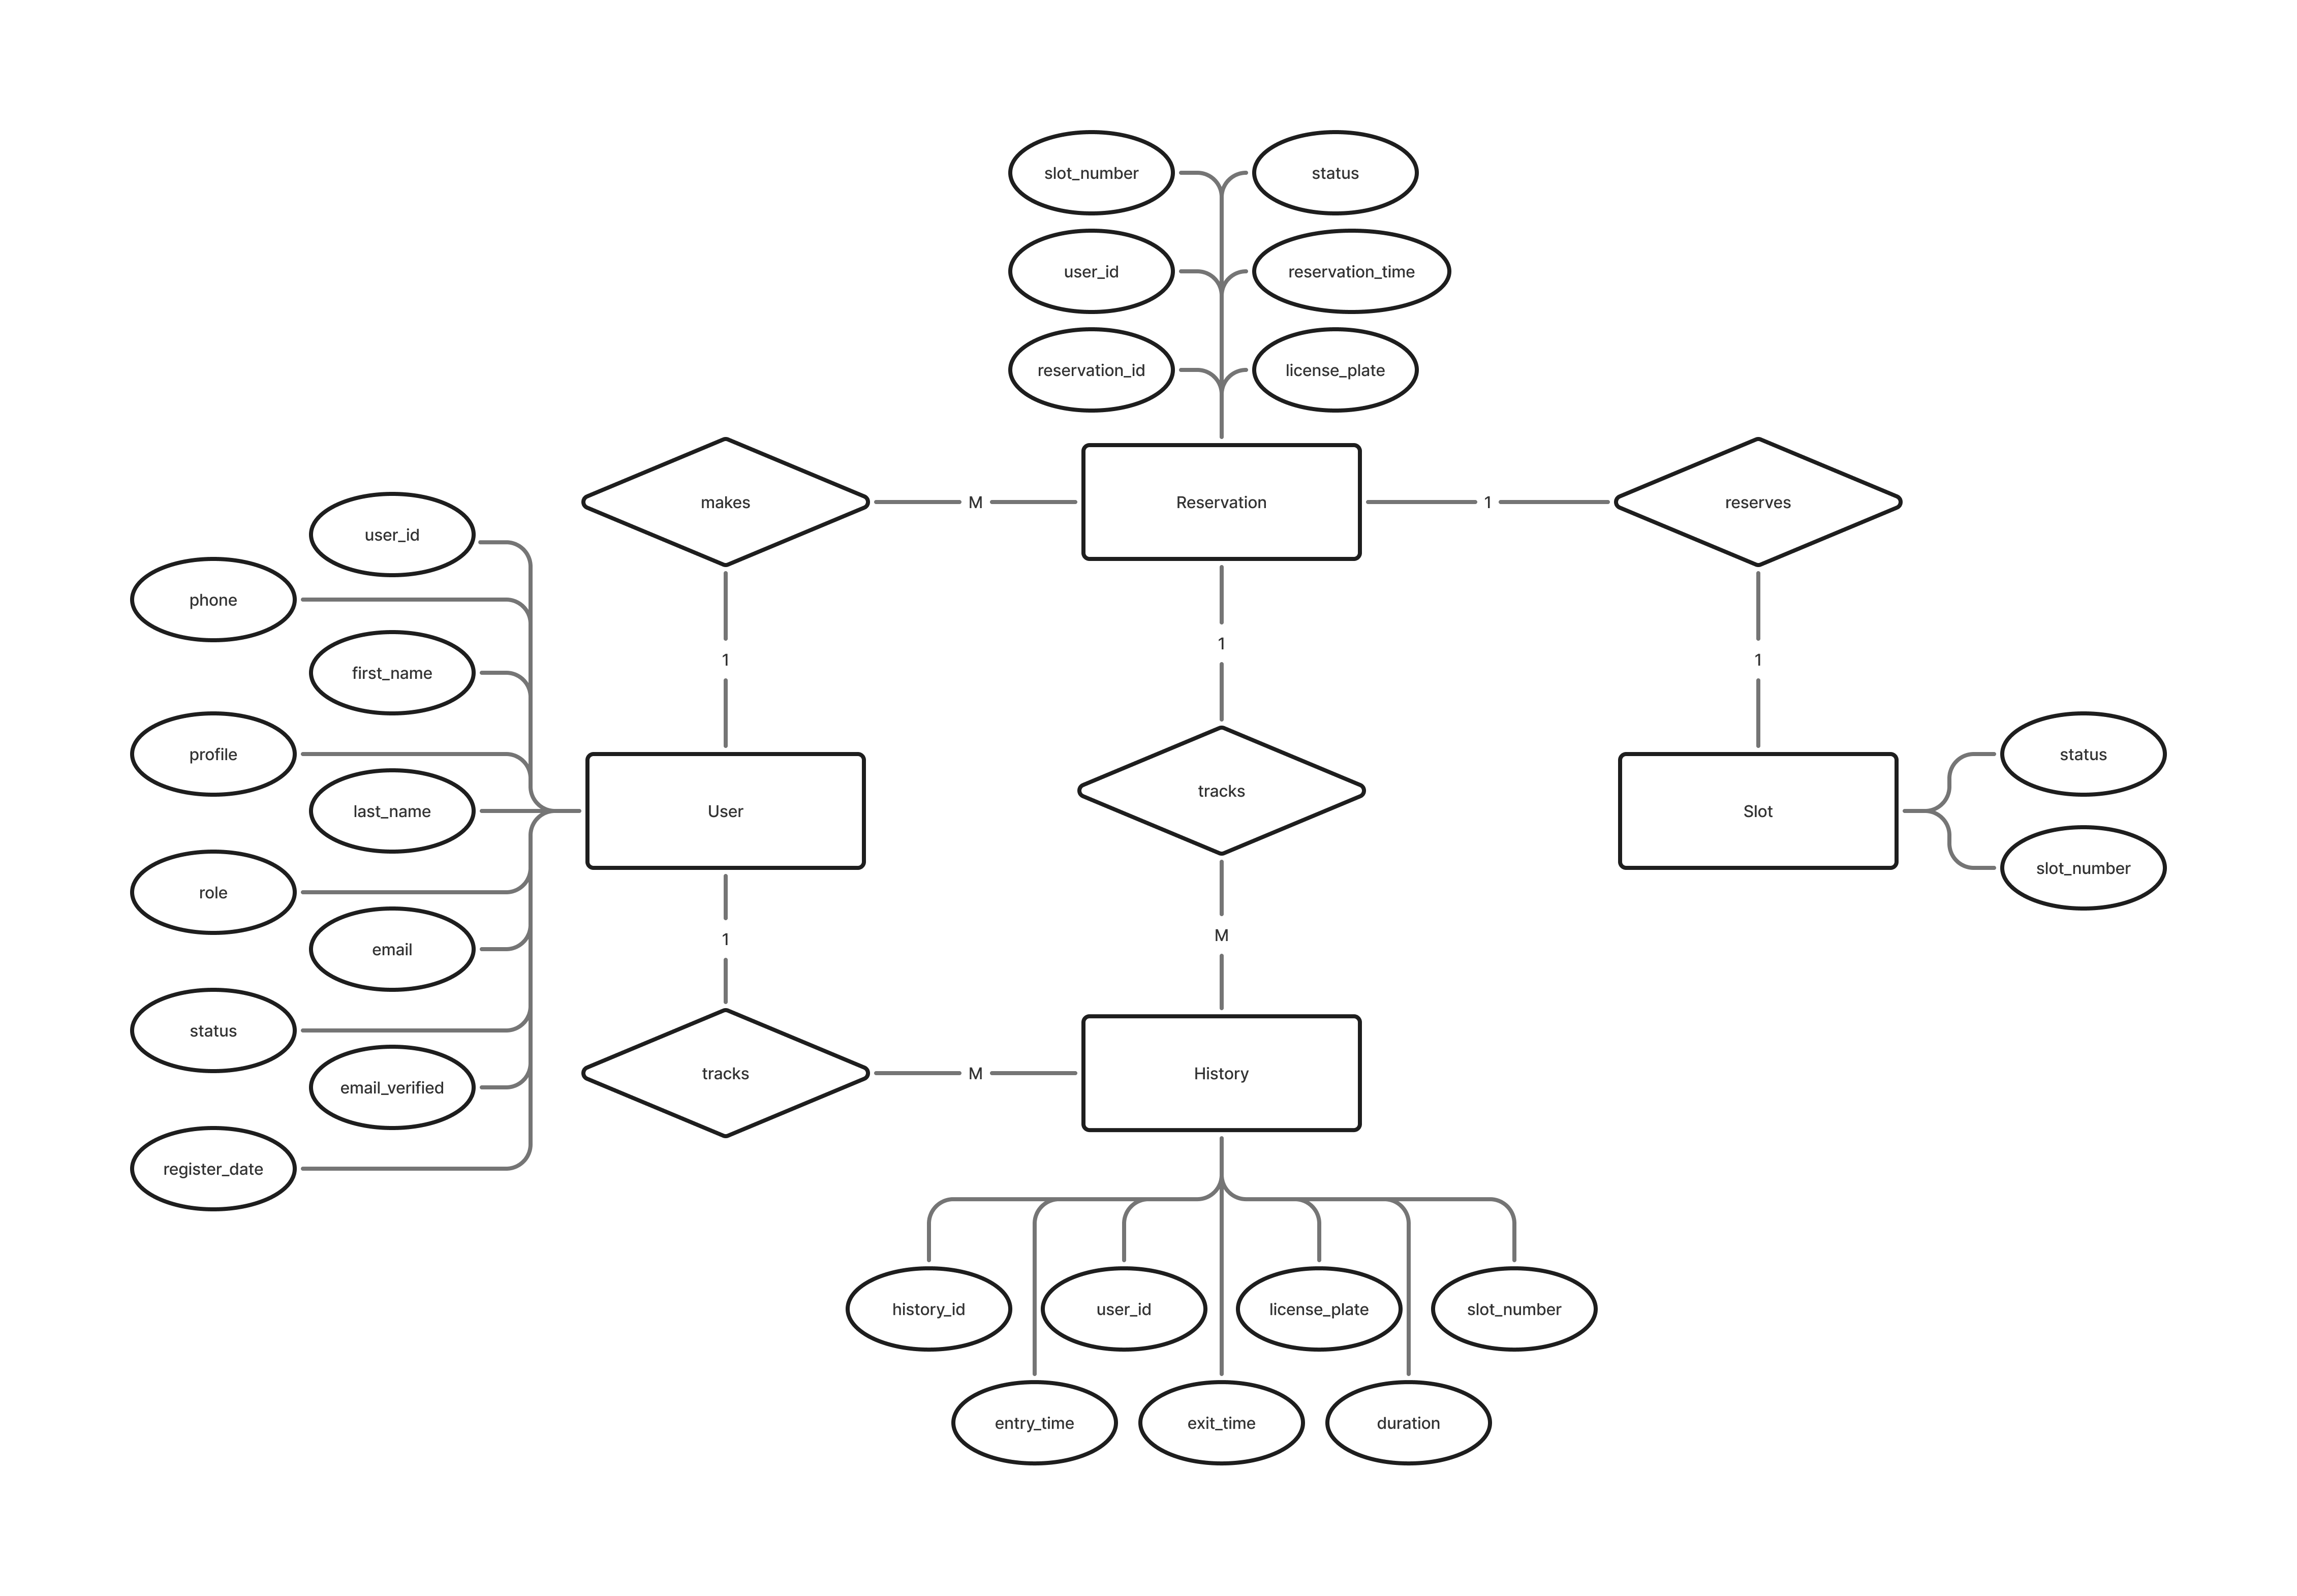 slot_number
status
user_id
reservation_time
reservation_id
license_plate
makes
M
Reservation
1
reserves
user_id
phone
1
1
1
first_name
profile
last_name
User
tracks
Slot
status
slot_number
role
email
1
M
status
email_verified
tracks
M
History
register_date
history_id
user_id
license_plate
slot_number
entry_time
exit_time
duration